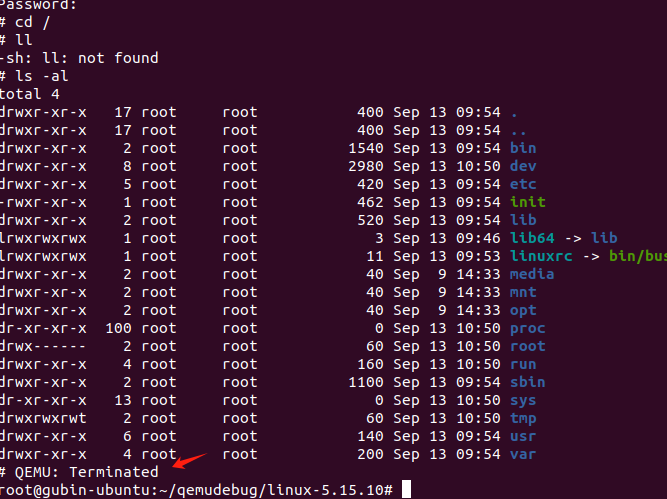 Password:
# cd /
# ll
-sh: ll: not found
# ls -al
total 4
drwxr-xr-x 17 root root 400 Sep 13 09:54 .
drwxr-xr-x 17 root root 400 Sep 13 09:54 ..
drwxr-xr-x 2 root root 1540 Sep 13 09:54 bin
drwxr-xr-x 8 root root 2980 Sep 13 10:50 dev
drwxr-xr-x 5 root root 420 Sep 13 09:54 etc
-rwxr-xr-x 1 root root 462 Sep 13 09:54 init
drwxr-xr-x 2 root root 520 Sep 13 09:54 lib
lrwxrwxrwx 1 root root 3 Sep 13 09:46 lib64 -> lib
lrwxrwxrwx 1 root root 11 Sep 13 09:53 linuxrc -> bin/bus
drwxr-xr-x 2 root root 40 Sep 9 14:33 media
drwxr-xr-x 2 root root 40 Sep 9 14:33 mnt
drwxr-xr-x 2 root root 40 Sep 9 14:33 opt
dr-xr-xr-x 100 root root 0 Sep 13 10:50 proc
drwx------ 2 root root 60 Sep 13 10:50 root
drwxr-xr-x 4 root root 160 Sep 13 10:50 run
drwxr-xr-x 2 root root 1100 Sep 13 09:54 sbin
dr-xr-xr-x 13 root root 0 Sep 13 10:50 sys
drwxrwxrwt 2 root root 60 Sep 13 10:50 tmp
drwxr-xr-x 6 root root 140 Sep 13 09:54 usr
drwxr-xr-x 4 root root 200 Sep 13 09:54 var
# QEMU: Terminated
root@gubin-ubuntu:~/qemudebug/linux-5.15.10#